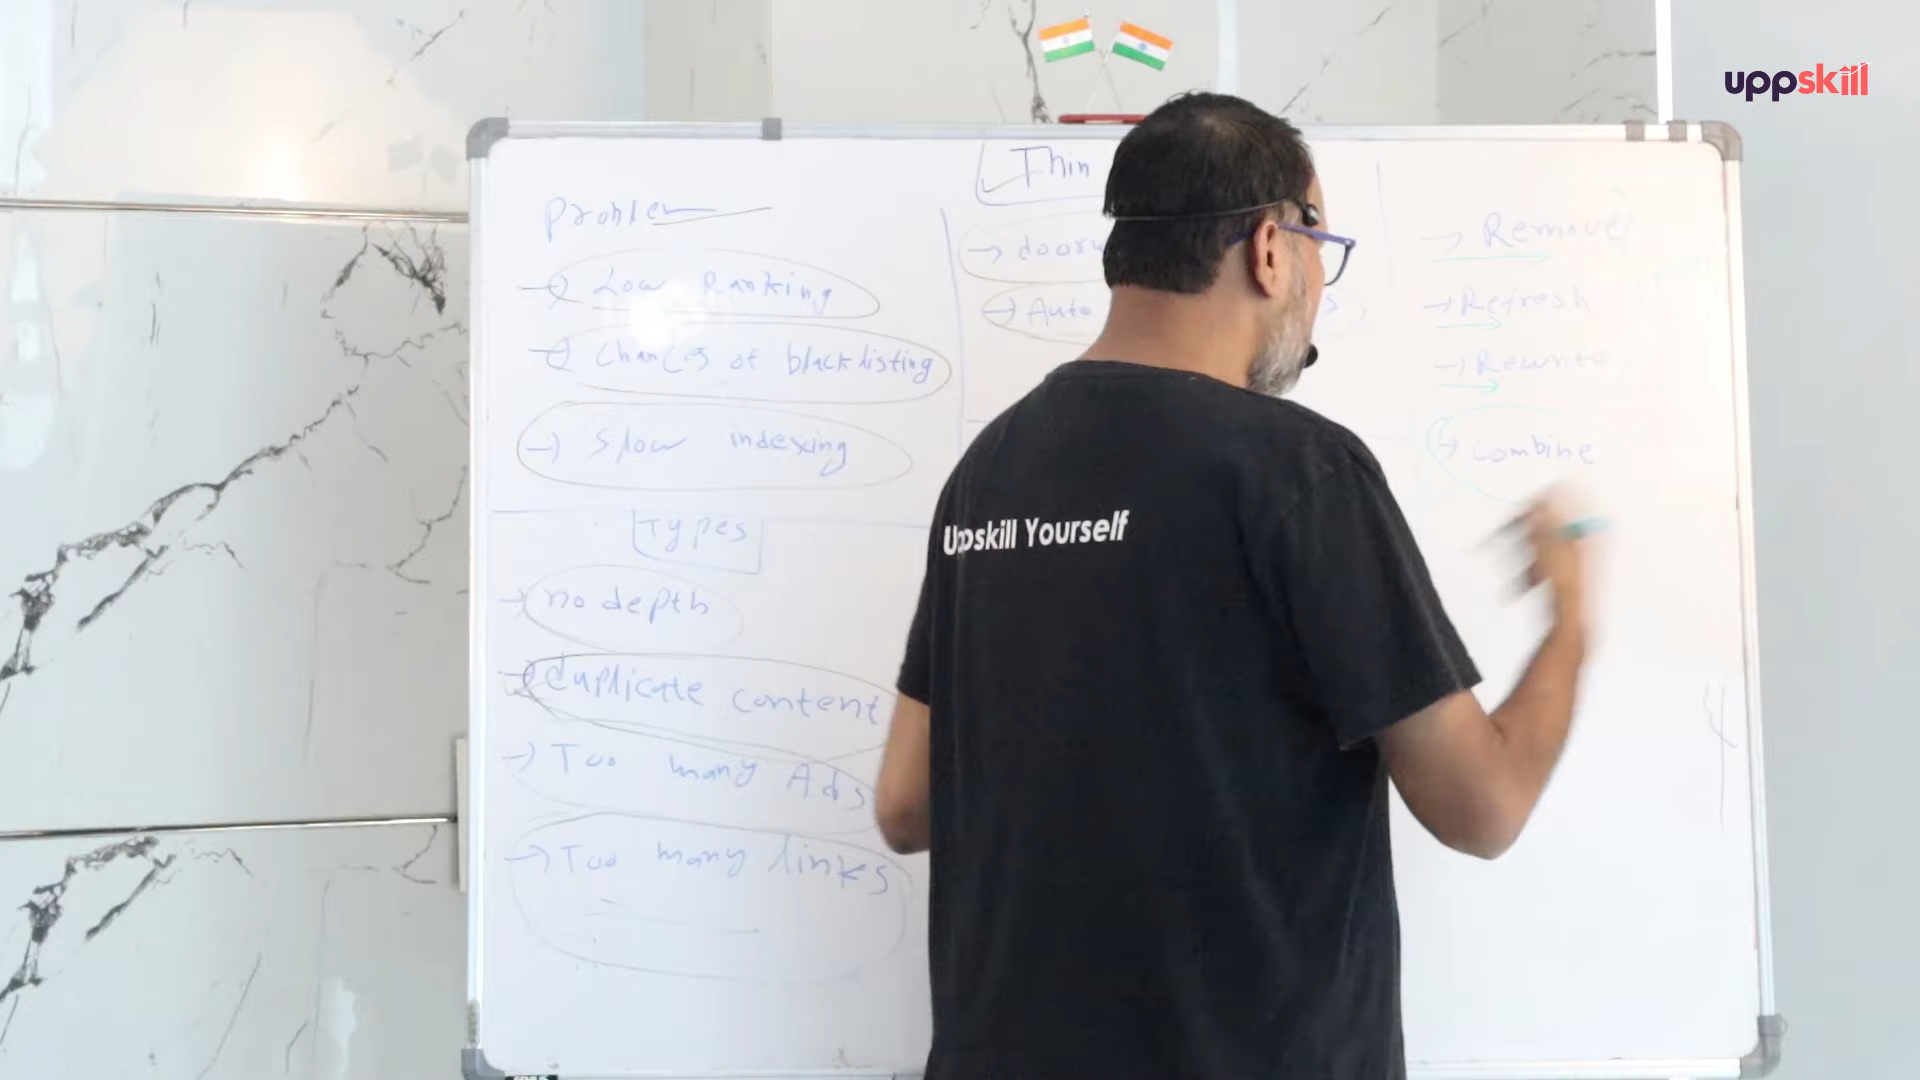 uppskill
Thin
Problem
→ Low Ranking
→ Chances of blacklisting
→ Slow indexing
Types
→ no depth
→ duplicate content
→ Too many Ads
→ Too many links
→ Auto
→ Remove
→ Refresh
→ Rewrite
→ combine
Uppskill Yourself